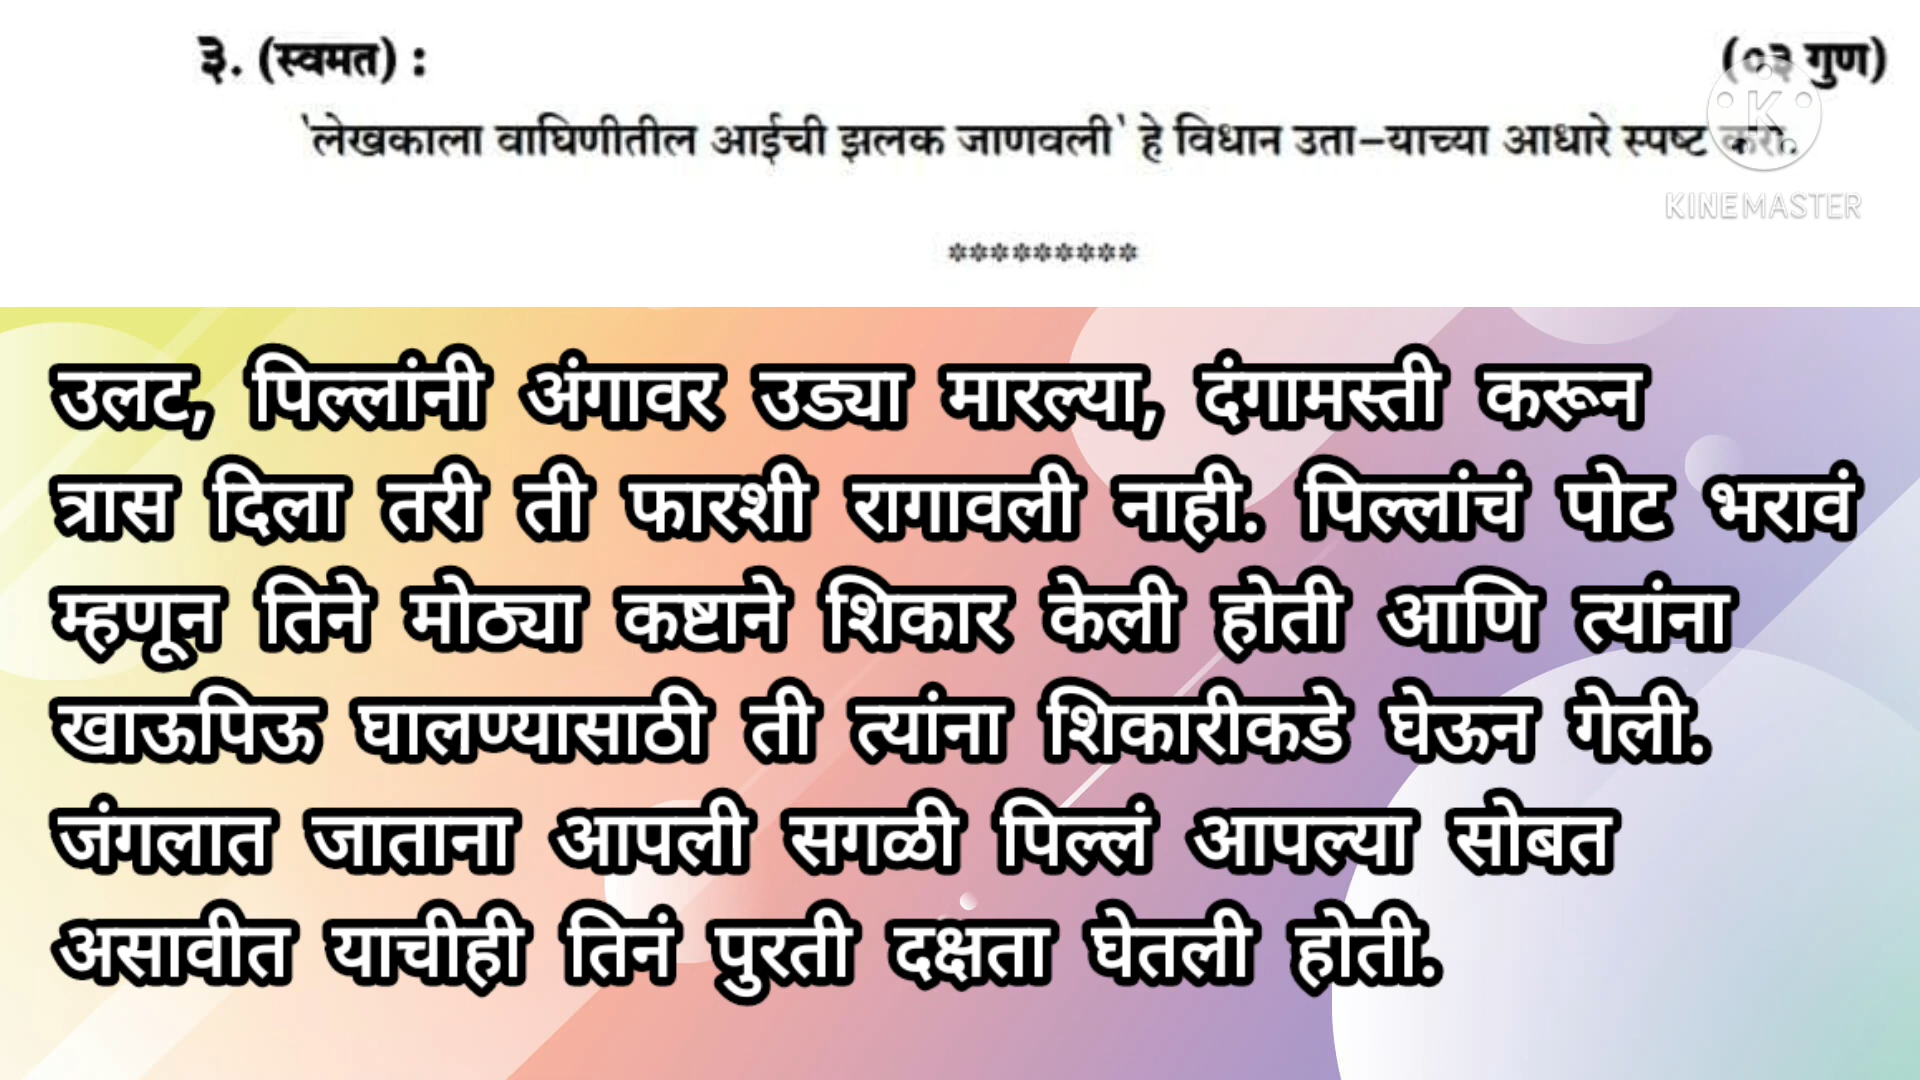 ३. (स्वमत) : (०३ गुण)
'लेखकाला वाघिणीतील आईची झलक जाणवली' हे विधान उता-याच्या आधारे स्पष्ट करा.
KINEMASTER
*********
उलट, पिल्लांनी अंगावर उड्या मारल्या, दंगामस्ती करून
त्रास दिला तरी ती फारशी रागावली नाही. पिल्लांचं पोट भरावं
म्हणून तिने मोठ्या कष्टाने शिकार केली होती आणि त्यांना
खाऊपिऊ घालण्यासाठी ती त्यांना शिकारीकडे घेऊन गेली.
जंगलात जाताना आपली सगळी पिल्लं आपल्या सोबत
असावीत याचीही तिनं पुरती दक्षता घेतली होती.